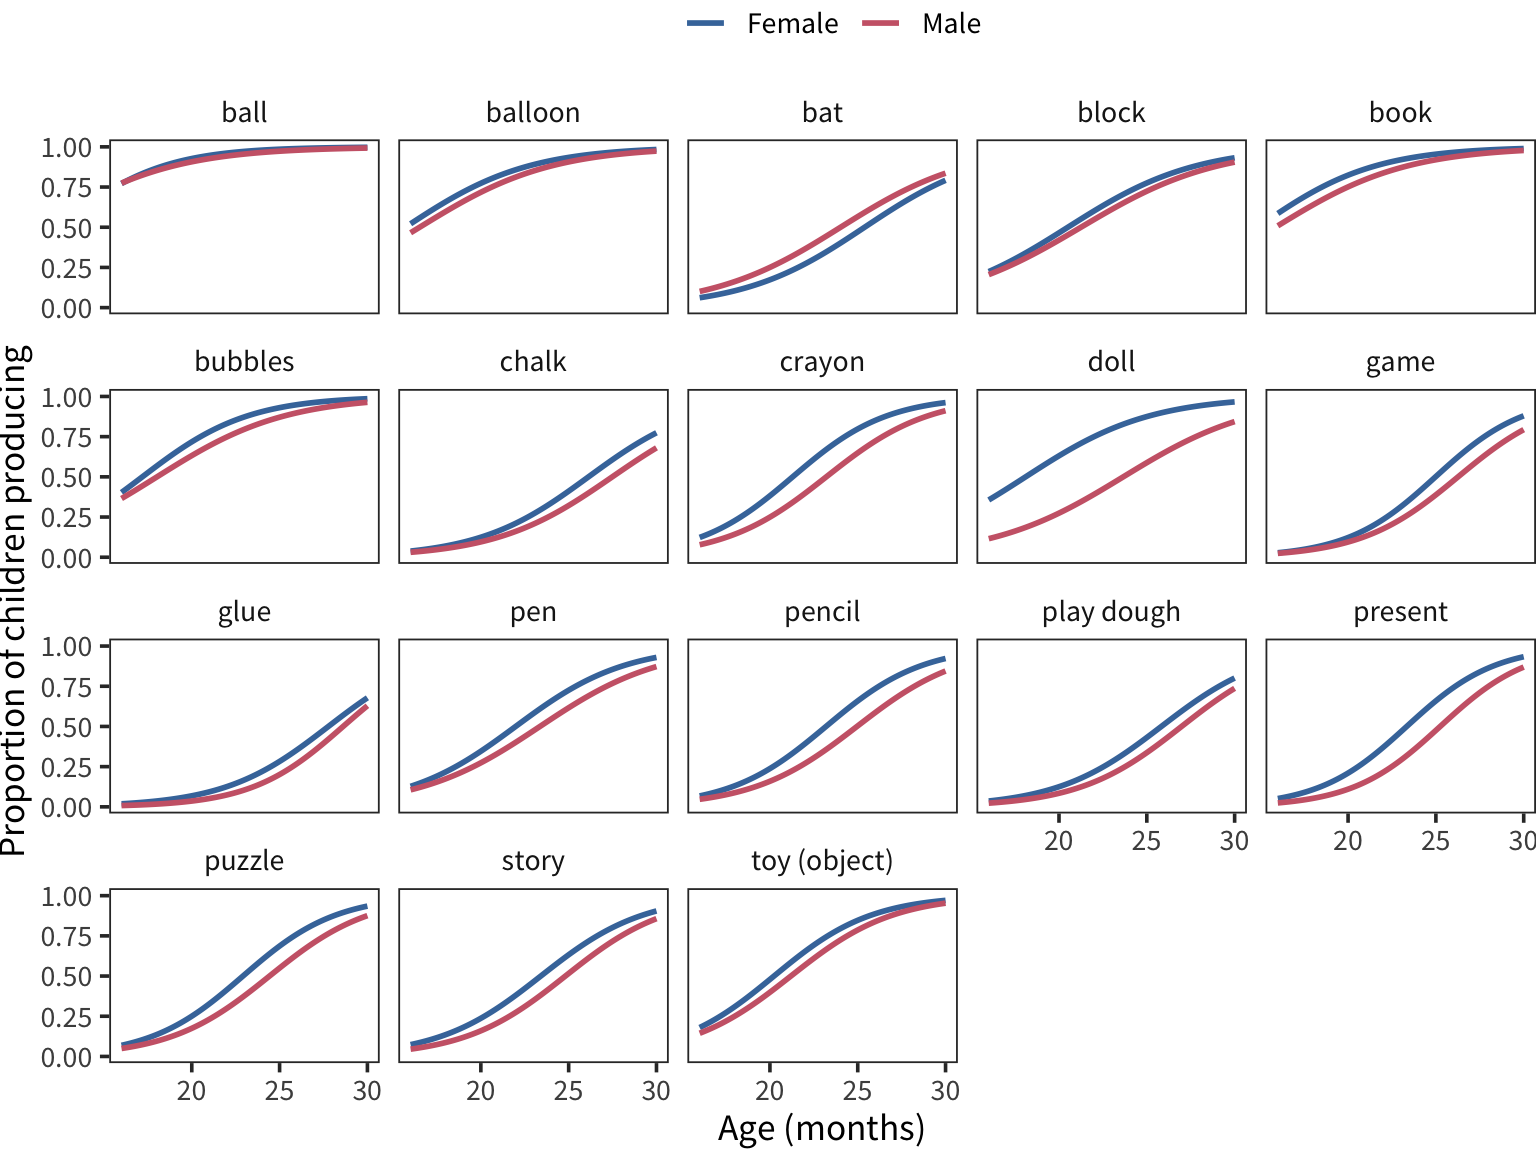 Female Male
ball balloon bat block book
1.00
0.75
0.50
0.25
0.00
bubbles chalk crayon doll game
1.00
0.75
0.50
0.25
0.00
glue pen pencil play dough present
1.00
0.75
0.50
0.25
0.00
20 25 30 20 25 30
puzzle story toy (object)
1.00
0.75
0.50
0.25
0.00
20 25 30 20 25 30 20 25 30
Age (months)
Proportion of children producing